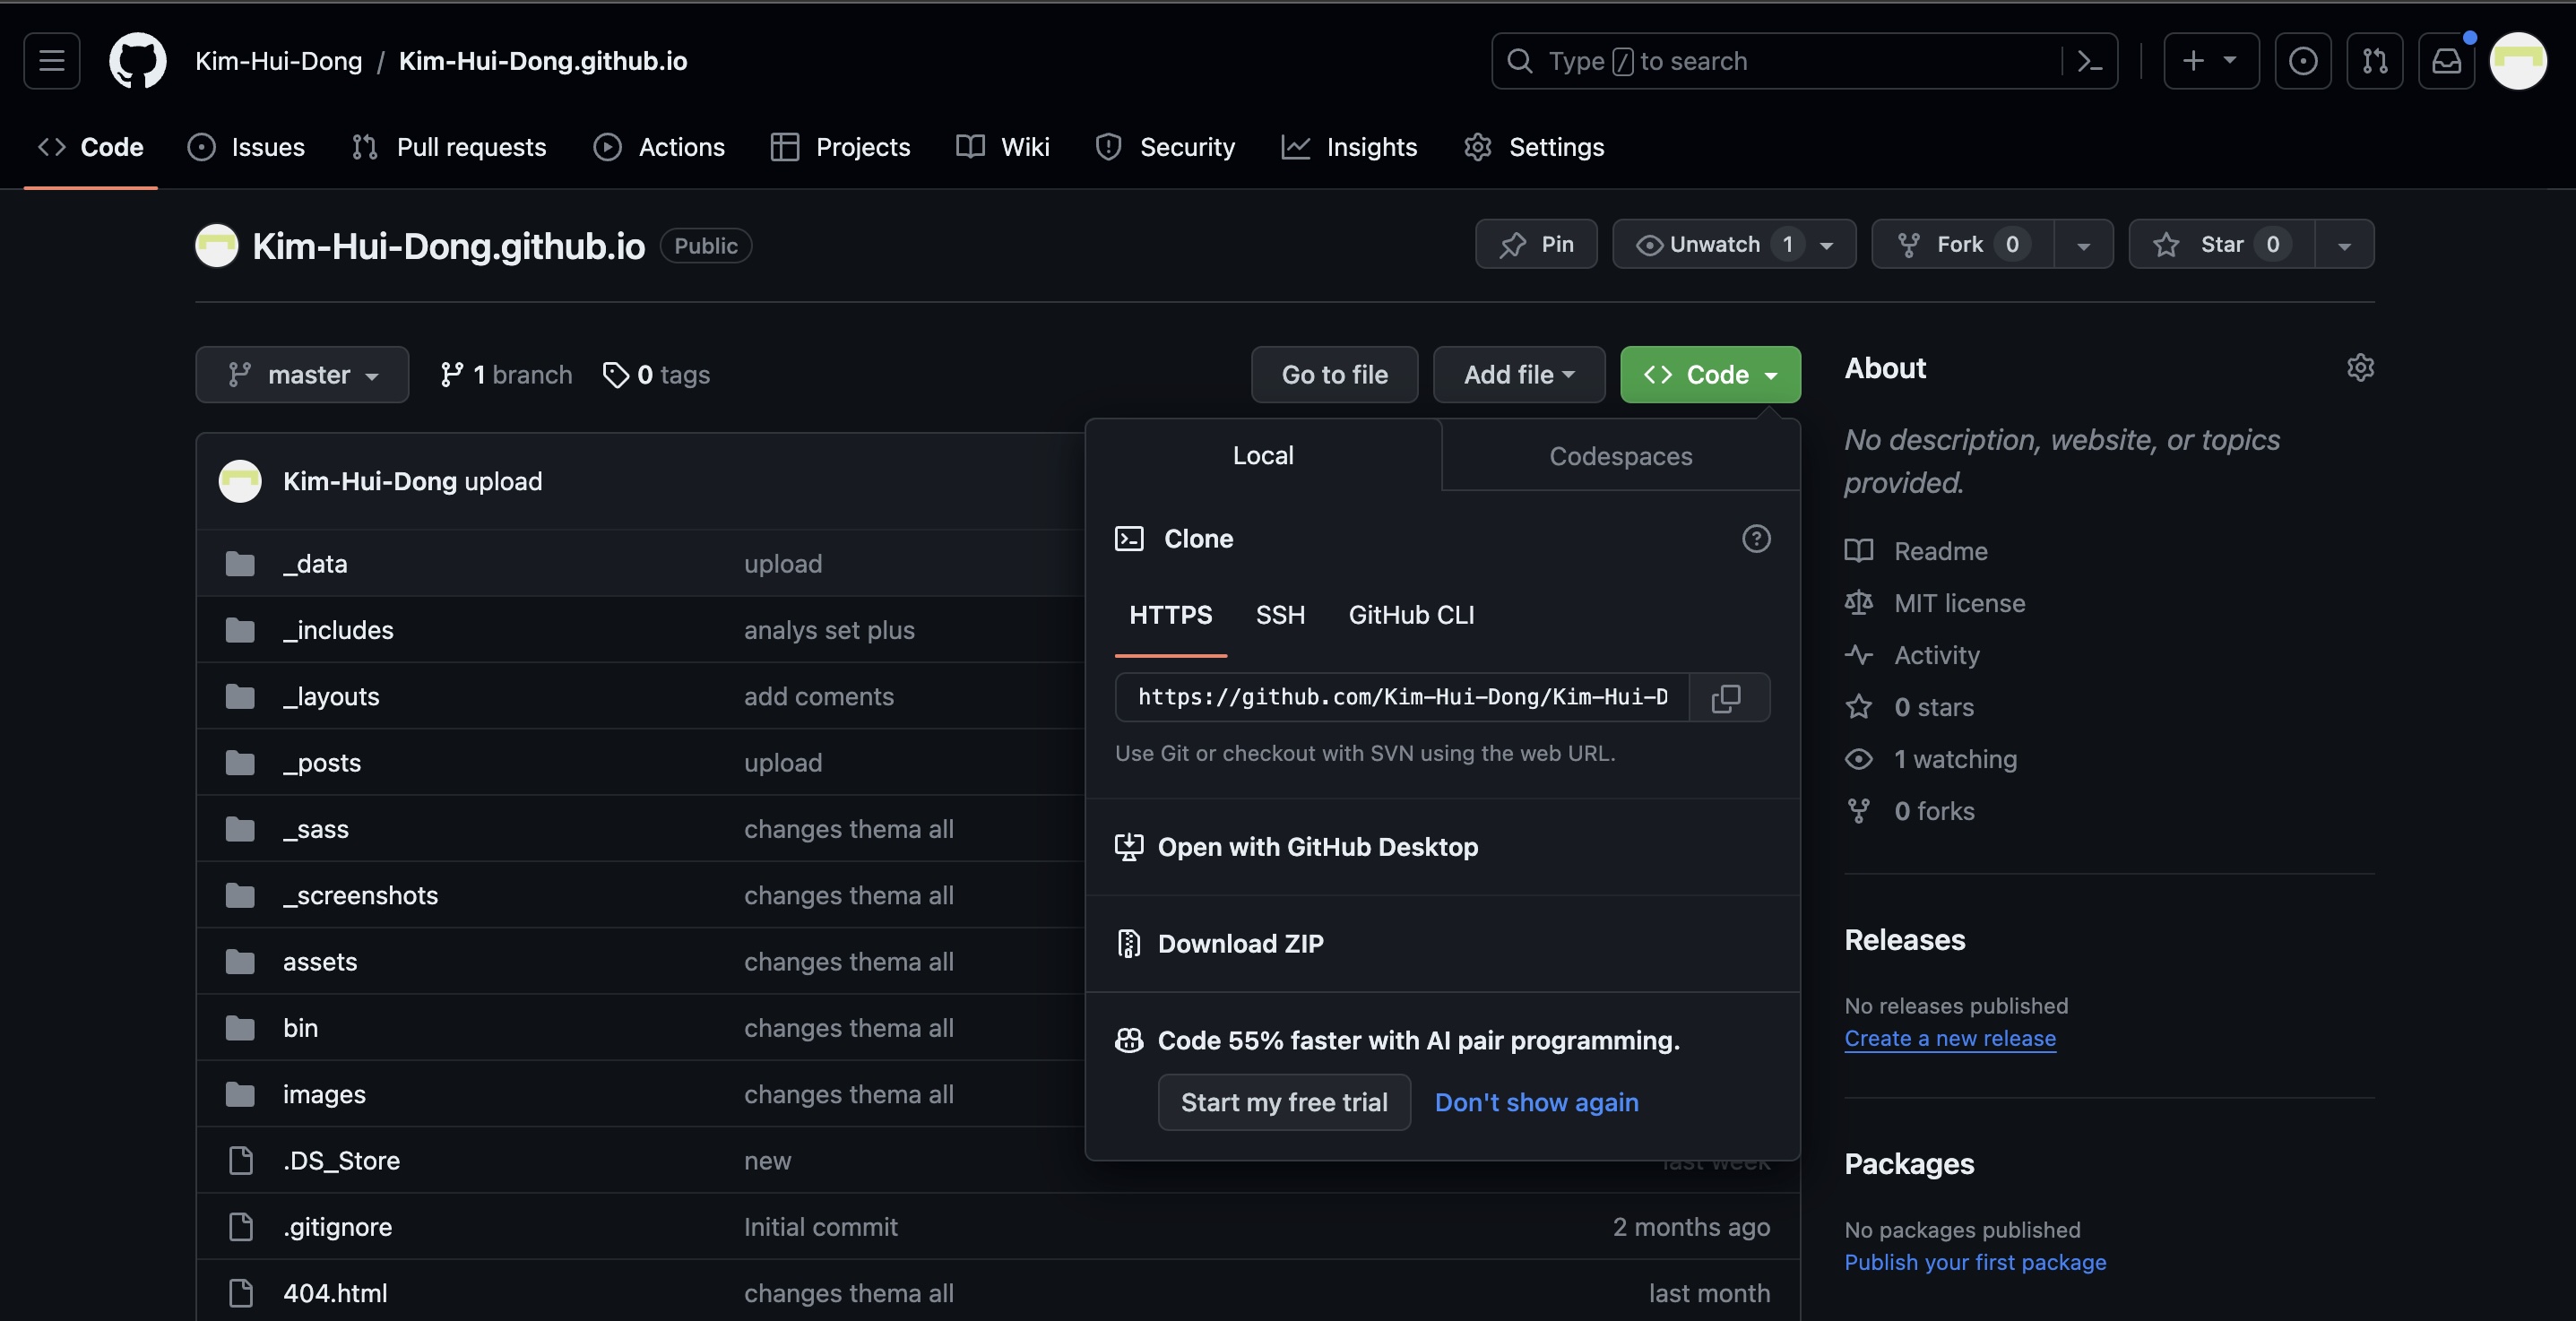 Kim-Hui-Dong / Kim-Hui-Dong.github.io
Type / to search
Code Issues Pull requests Actions Projects Wiki Security Insights Settings
Kim-Hui-Dong.github.io Public
Pin Unwatch 1 Fork 0 Star 0
master 1 branch 0 tags
Go to file Add file Code
Kim-Hui-Dong upload
_data upload
_includes analys set plus
_layouts add coments
_posts upload
_sass changes thema all
_screenshots changes thema all
assets changes thema all
bin changes thema all
images changes thema all
.DS_Store new last week
.gitignore Initial commit 2 months ago
404.html changes thema all last month
Local Codespaces
Clone
HTTPS SSH GitHub CLI
https://github.com/Kim-Hui-Dong/Kim-Hui-D
Use Git or checkout with SVN using the web URL.
Open with GitHub Desktop
Download ZIP
Code 55% faster with AI pair programming.
Start my free trial Don't show again
About
No description, website, or topics
provided.
Readme
MIT license
Activity
0 stars
1 watching
0 forks
Releases
No releases published
Create a new release
Packages
No packages published
Publish your first package